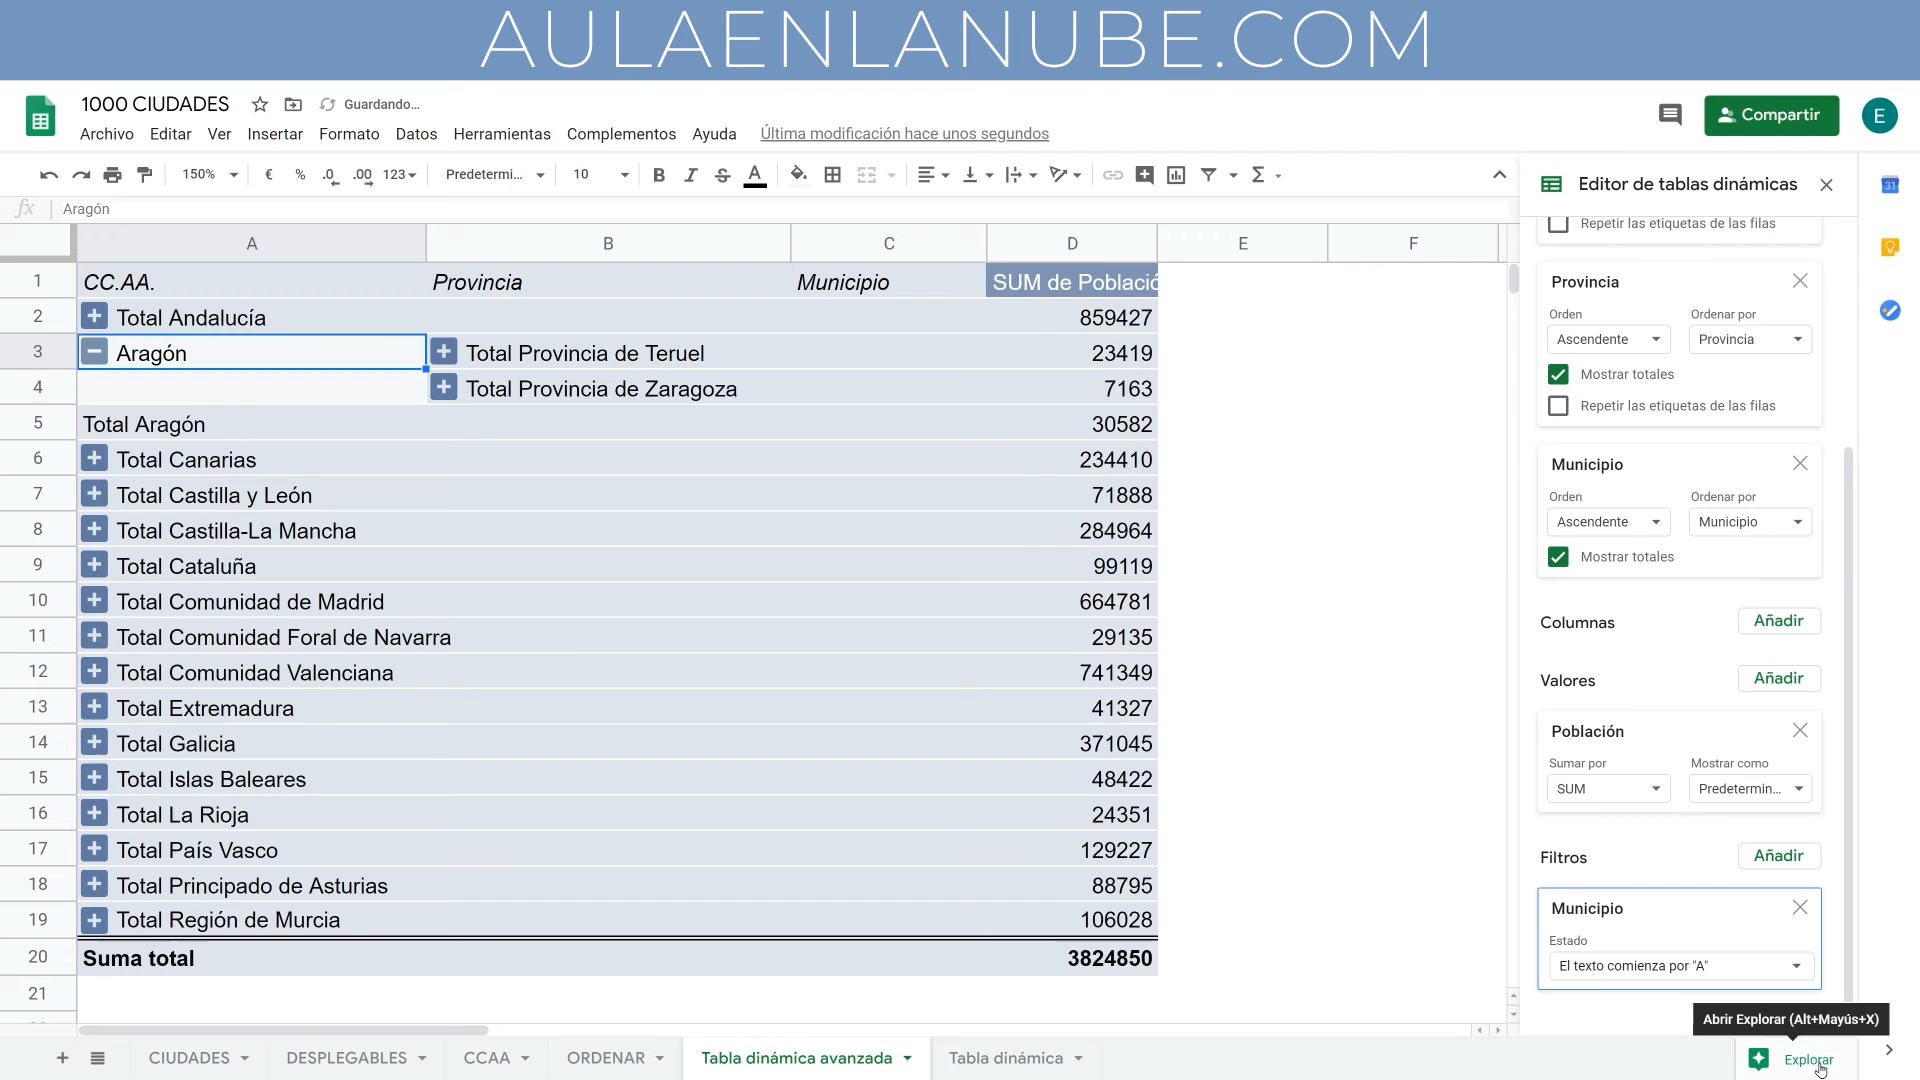 AULAENLANUBE.COM
1000 CIUDADES Guardando...
Archivo Editar Ver Insertar Formato Datos Herramientas Complementos Ayuda Última modificación hace unos segundos
Compartir
E
150% € % .0 .00 123 Predetermi... 10 B I S A Σ
fx Aragón
Editor de tablas dinámicas
31
A B C D E F
1 CC.AA. Provincia Municipio SUM de Població
2 Total Andalucía 859427
3 Aragón Total Provincia de Teruel 23419
4 Total Provincia de Zaragoza 7163
5 Total Aragón 30582
6 Total Canarias 234410
7 Total Castilla y León 71888
8 Total Castilla-La Mancha 284964
9 Total Cataluña 99119
10 Total Comunidad de Madrid 664781
11 Total Comunidad Foral de Navarra 29135
12 Total Comunidad Valenciana 741349
13 Total Extremadura 41327
14 Total Galicia 371045
15 Total Islas Baleares 48422
16 Total La Rioja 24351
17 Total País Vasco 129227
18 Total Principado de Asturias 88795
19 Total Región de Murcia 106028
20 Suma total 3824850
21
Repetir las etiquetas de las filas
Provincia
Orden Ordenar por
Ascendente Provincia
Mostrar totales
Repetir las etiquetas de las filas
Municipio
Orden Ordenar por
Ascendente Municipio
Mostrar totales
Columnas Añadir
Valores Añadir
Población
Sumar por Mostrar como
SUM Predetermin...
Filtros Añadir
Municipio
Estado
El texto comienza por "A"
Abrir Explorar (Alt+Mayús+X)
CIUDADES DESPLEGABLES CCAA ORDENAR Tabla dinámica avanzada Tabla dinámica Explorar